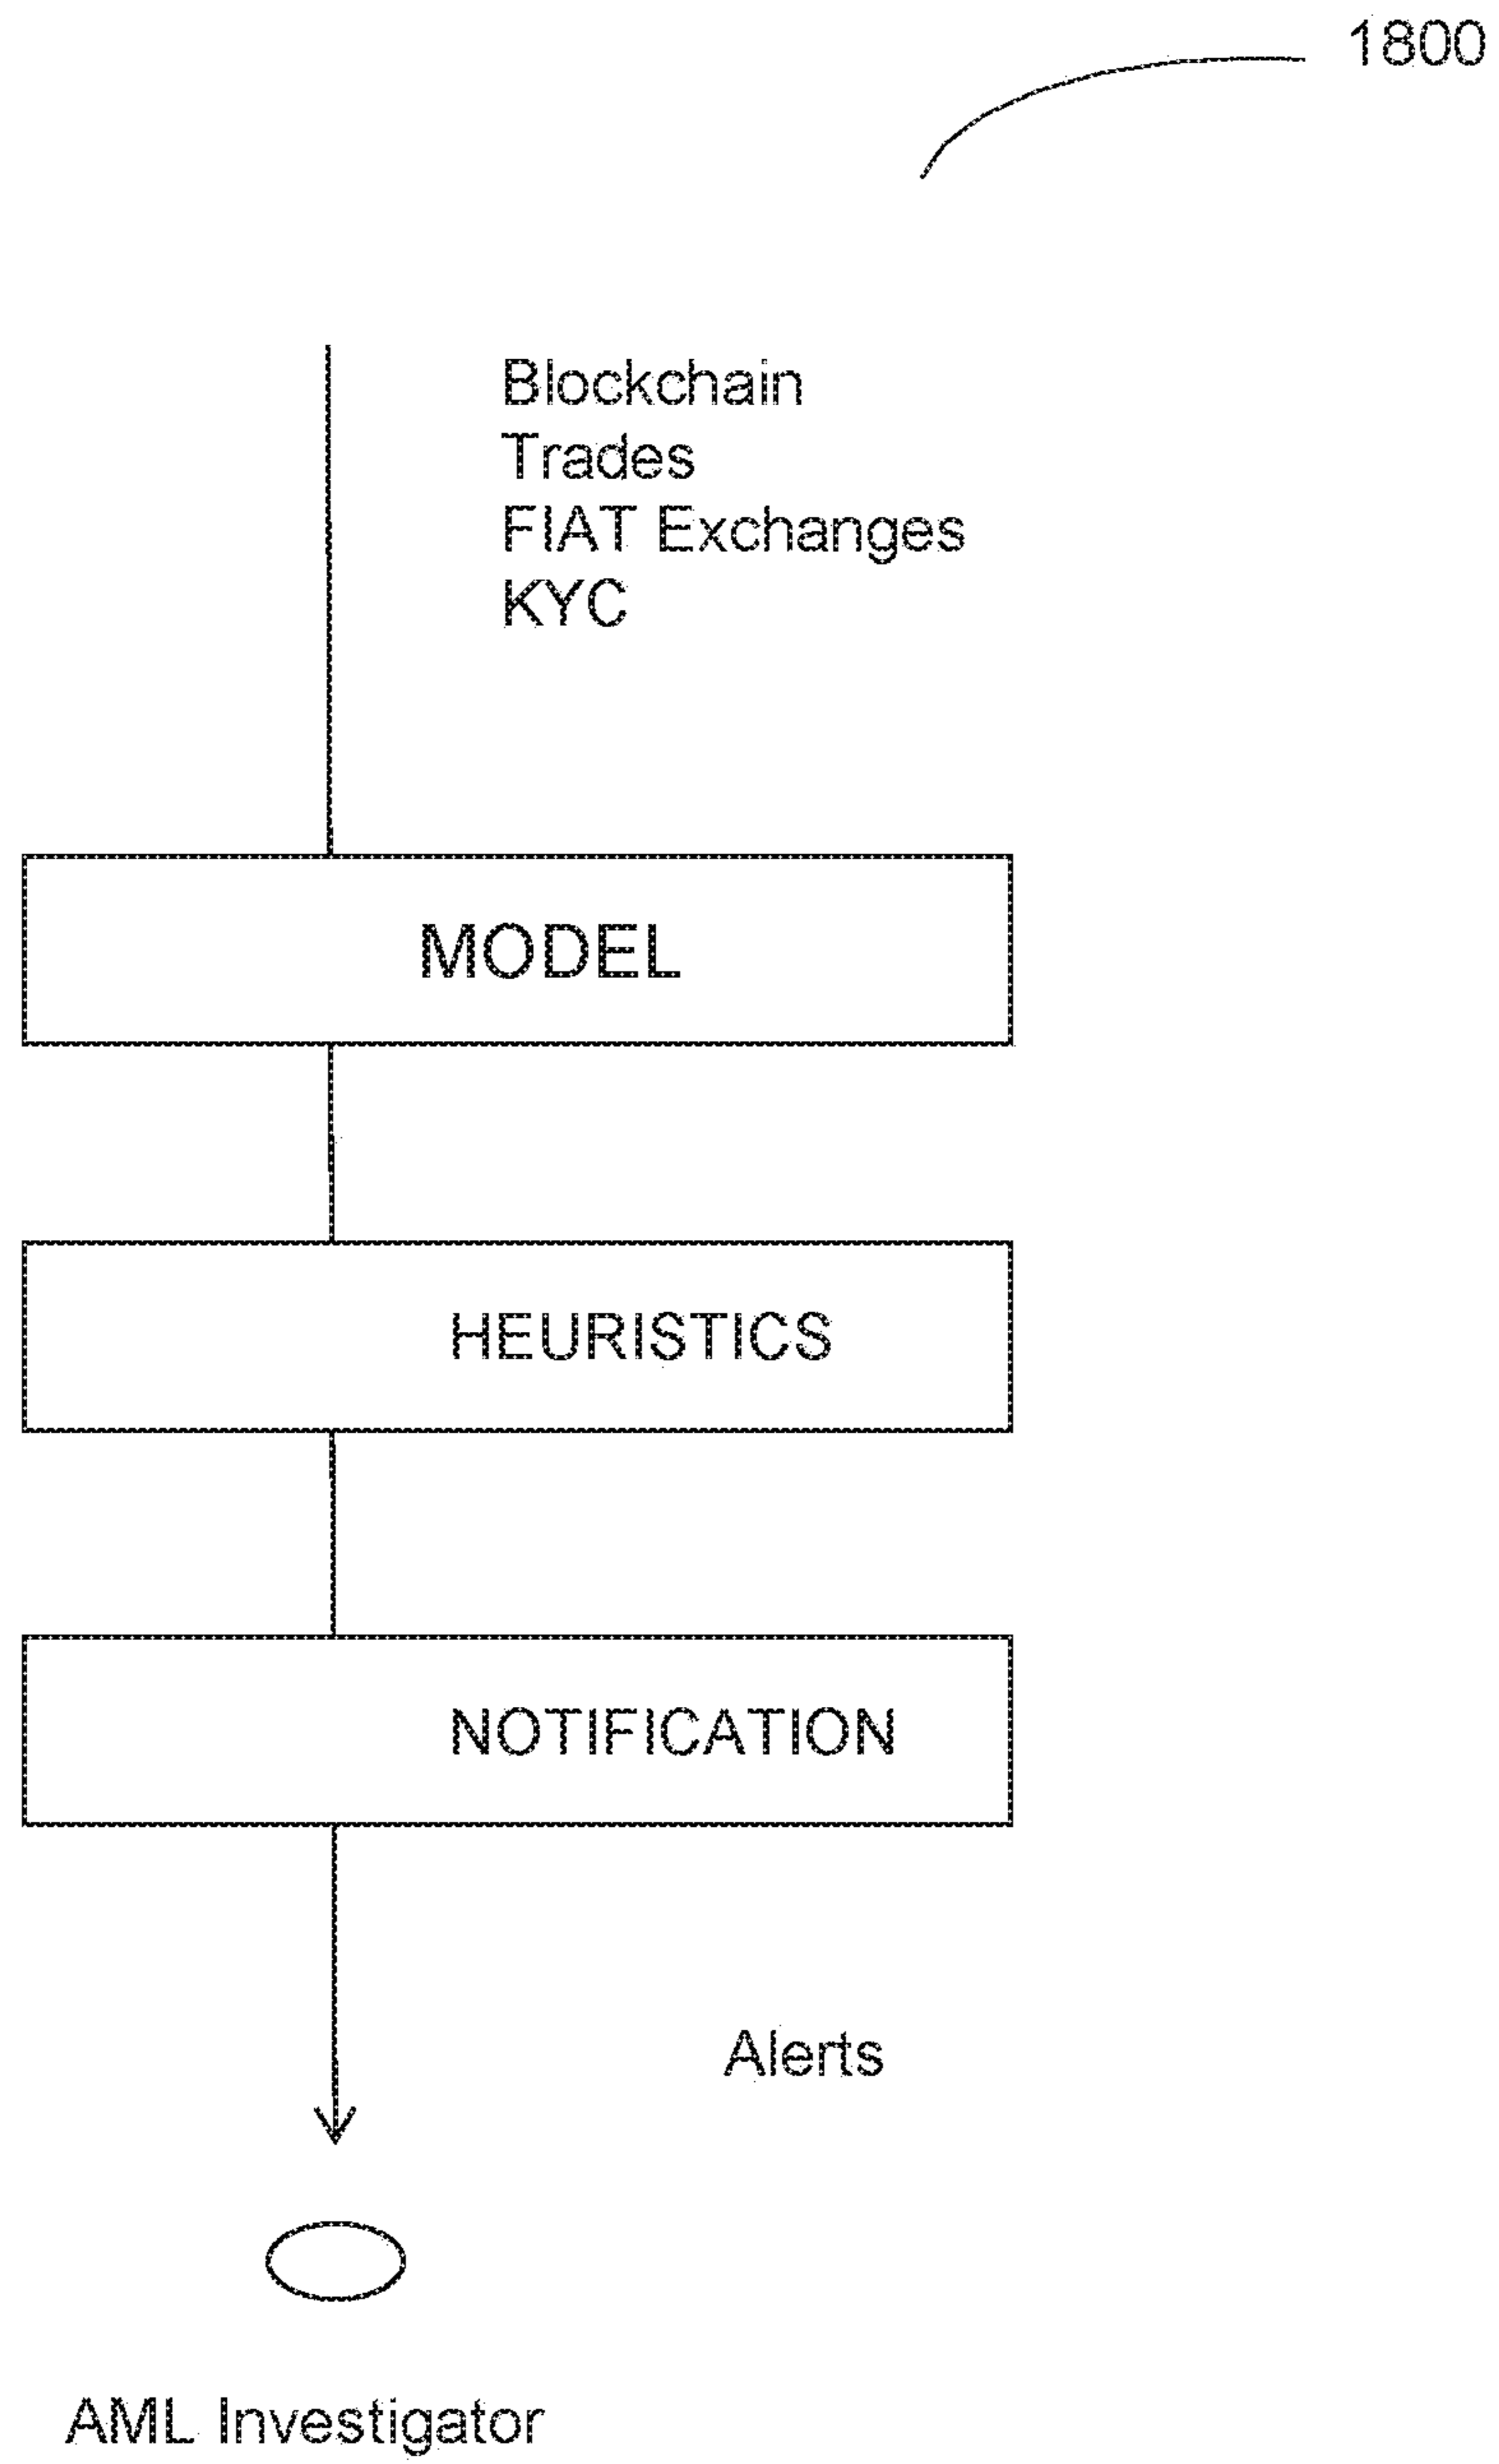 1800
Blockchain
Trades
FIAT Exchanges
KYC
MODEL
HEURISTICS
NOTIFICATION
Alerts
AML Investigator